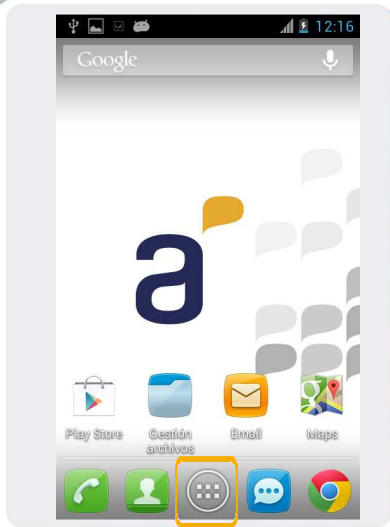 12:16
Google
a
Play Store
Gestión
archivos
Email
Maps